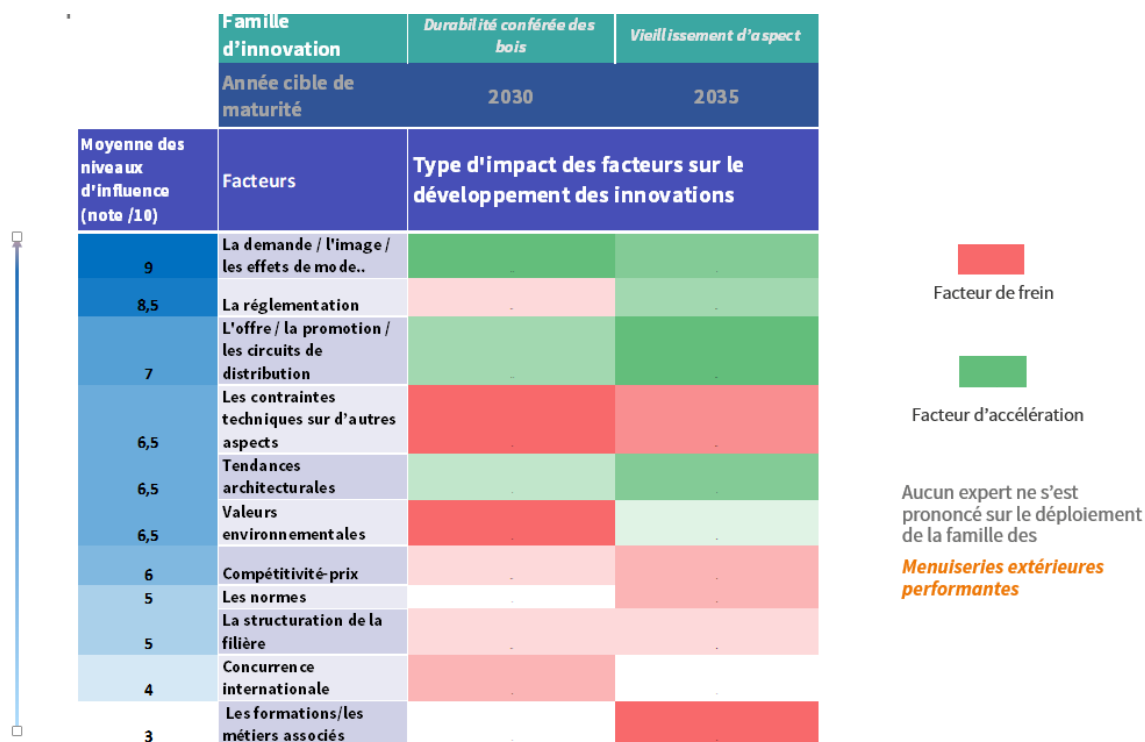 Famille
d'innovation
Durabilité conférée des
bois
Vieillissement d'aspect
Année cible de
maturité
2030
2035
Moyenne des
niveaux
d'influence
(note /10)
Facteurs
Type d'impact des facteurs sur le
développement des innovations
9
La demande / l'image /
les effets de mode..
8,5
La réglementation
7
L'offre / la promotion /
les circuits de
distribution
6,5
Les contraintes
techniques sur d'autres
aspects
6,5
Tendances
architecturales
6,5
Valeurs
environnementales
6
Compétitivité-prix
5
Les normes
5
La structuration de la
filière
4
Concurrence
internationale
3
Les formations/les
métiers associés
Facteur de frein
Facteur d'accélération
Aucun expert ne s'est
prononcé sur le déploiement
de la famille des
Menuiseries extérieures
performantes